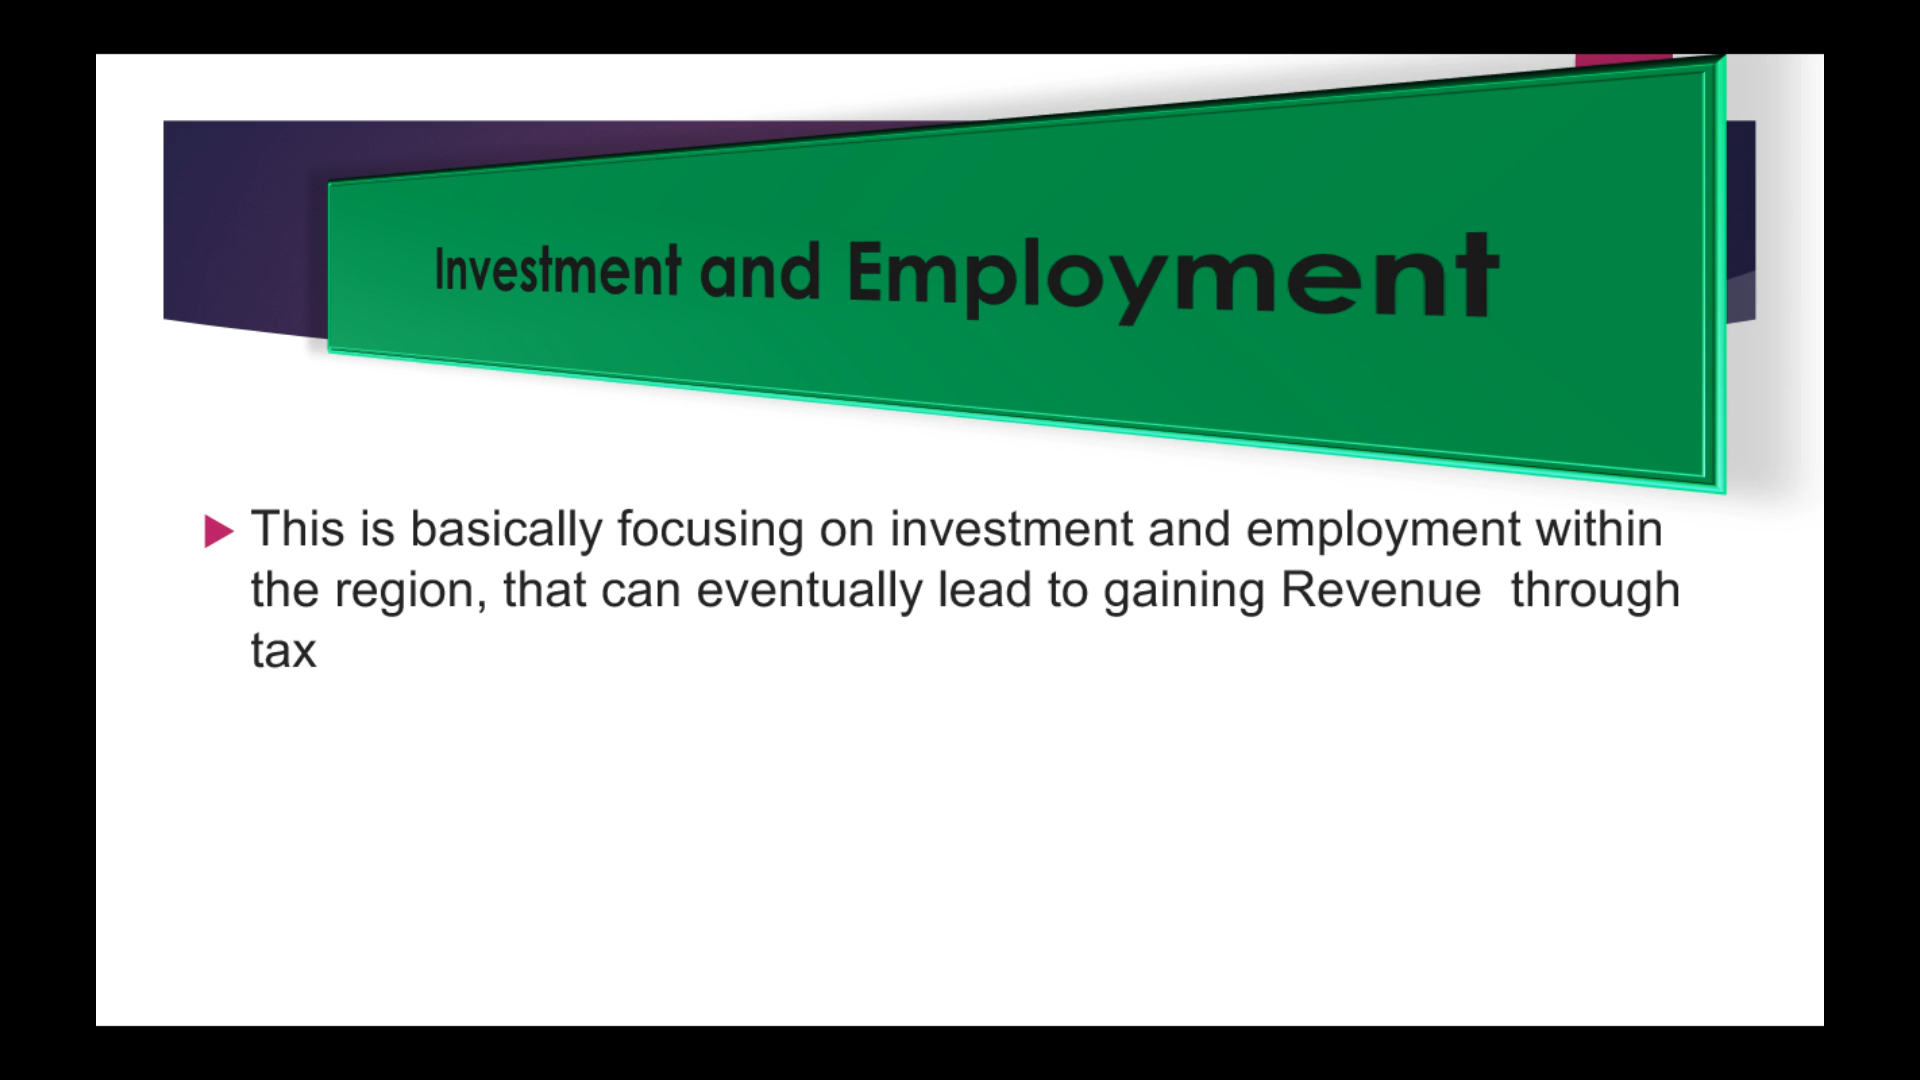 Investment and Employment
This is basically focusing on investment and employment within
the region, that can eventually lead to gaining Revenue  through
tax